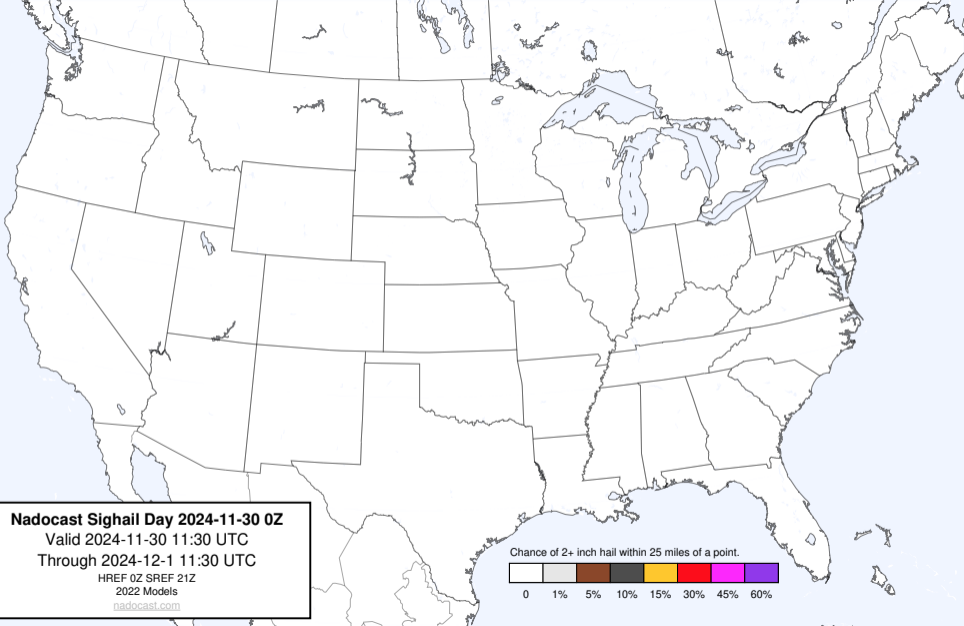 Nadocast Sighail Day 2024-11-30 0Z
Valid 2024-11-30 11:30 UTC
Through 2024-12-1 11:30 UTC
HREF 0Z SREF 21Z
2022 Models
nadocast.com
Chance of 2+ inch hail within 25 miles of a point.
0 1% 5% 10% 15% 30% 45% 60%